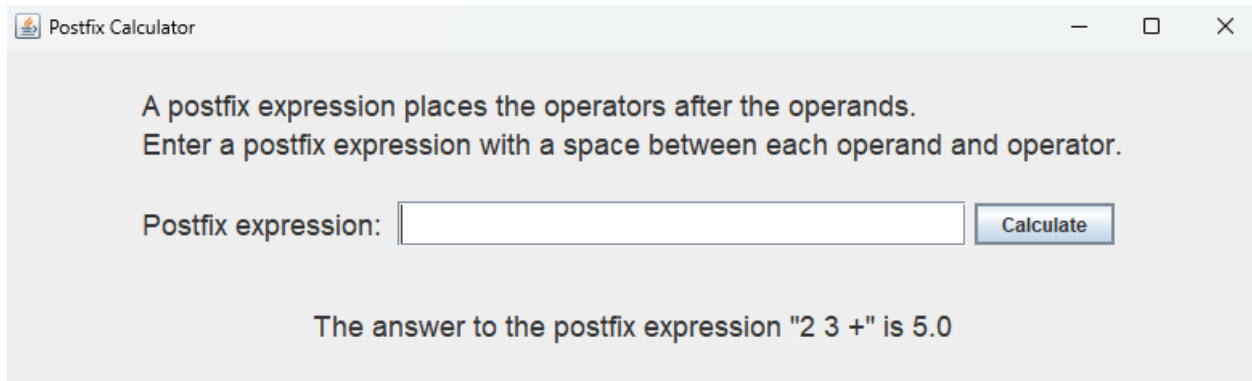 Postfix Calculator
A postfix expression places the operators after the operands.
Enter a postfix expression with a space between each operand and operator.
Postfix expression: Calculate
The answer to the postfix expression "2 3 +" is 5.0